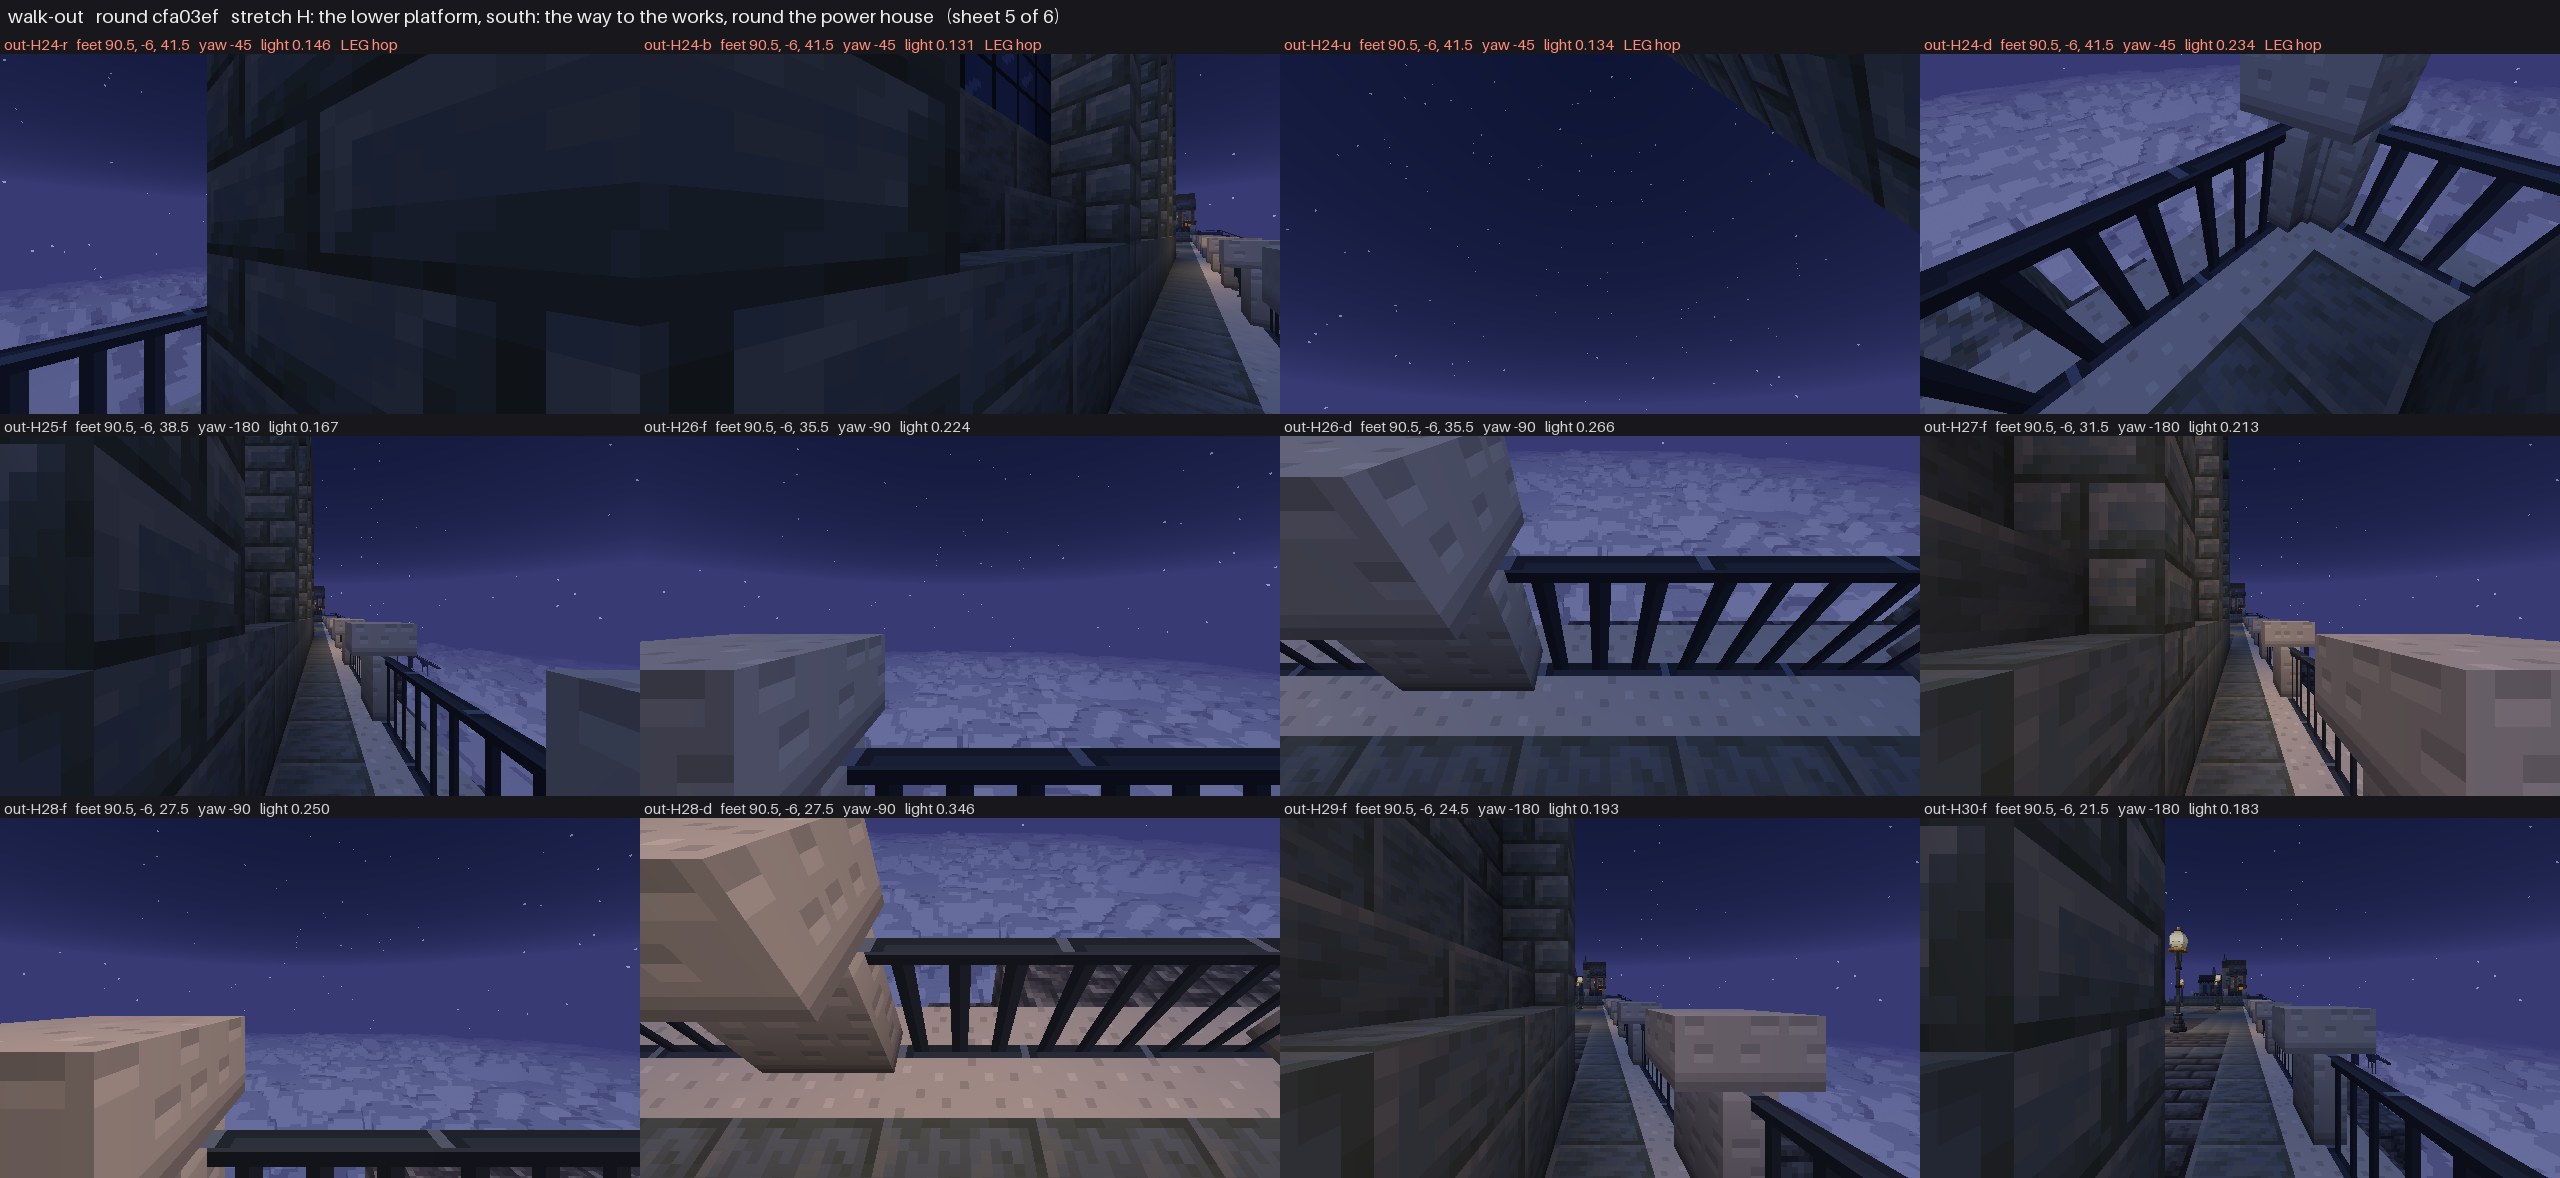 walk-out round cfa03ef stretch H: the lower platform, south: the way to the works, round the power house (sheet 5 of 6)
out-H24-r feet 90.5, -6, 41.5 yaw -45 light 0.146 LEG hop
out-H24-b feet 90.5, -6, 41.5 yaw -45 light 0.131 LEG hop
out-H24-u feet 90.5, -6, 41.5 yaw -45 light 0.134 LEG hop
out-H24-d feet 90.5, -6, 41.5 yaw -45 light 0.234 LEG hop
out-H25-f feet 90.5, -6, 38.5 yaw -180 light 0.167
out-H26-f feet 90.5, -6, 35.5 yaw -90 light 0.224
out-H26-d feet 90.5, -6, 35.5 yaw -90 light 0.266
out-H27-f feet 90.5, -6, 31.5 yaw -180 light 0.213
out-H28-f feet 90.5, -6, 27.5 yaw -90 light 0.250
out-H28-d feet 90.5, -6, 27.5 yaw -90 light 0.346
out-H29-f feet 90.5, -6, 24.5 yaw -180 light 0.193
out-H30-f feet 90.5, -6, 21.5 yaw -180 light 0.183